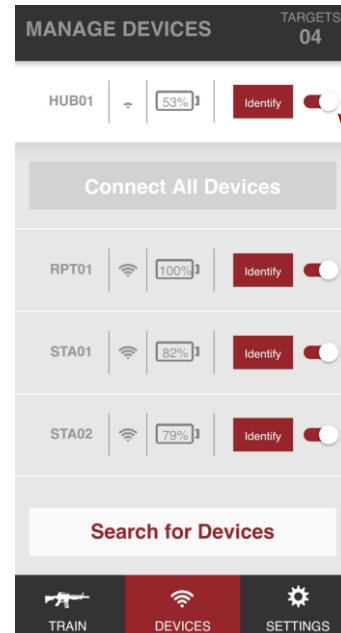 MANAGE DEVICES
TARGETS
04
HUB01 53% Identify
Connect All Devices
RPT01 100% Identify
STA01 82% Identify
STA02 79% Identify
Search for Devices
TRAIN DEVICES SETTINGS